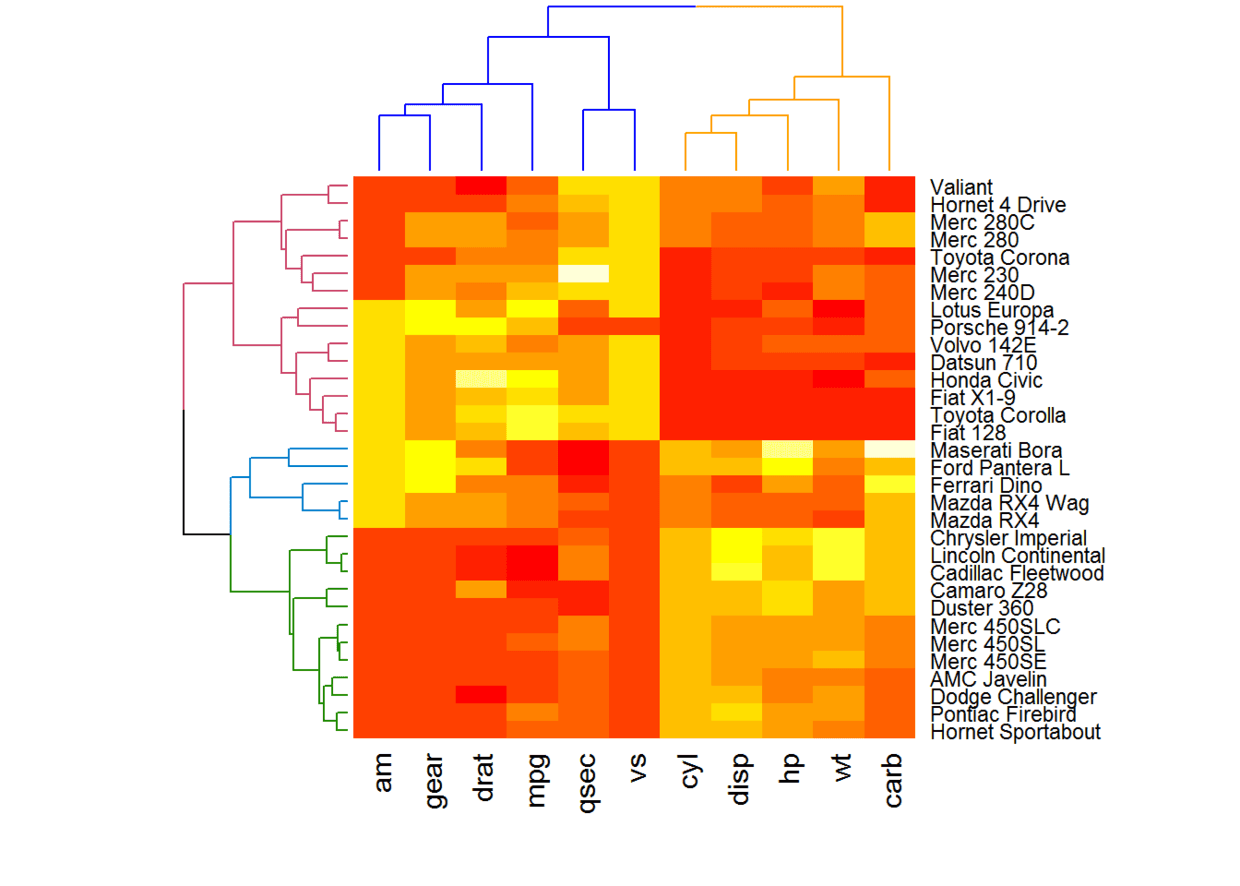 Valiant
Hornet 4 Drive
Merc 280C
Merc 280
Toyota Corona
Merc 230
Merc 240D
Lotus Europa
Porsche 914-2
Volvo 142E
Datsun 710
Honda Civic
Fiat X1-9
Toyota Corolla
Fiat 128
Maserati Bora
Ford Pantera L
Ferrari Dino
Mazda RX4 Wag
Mazda RX4
Chrysler Imperial
Lincoln Continental
Cadillac Fleetwood
Camaro Z28
Duster 360
Merc 450SLC
Merc 450SL
Merc 450SE
AMC Javelin
Dodge Challenger
Pontiac Firebird
Hornet Sportabout
am
gear
drat
mpg
qsec
vs
cyl
disp
hp
wt
carb